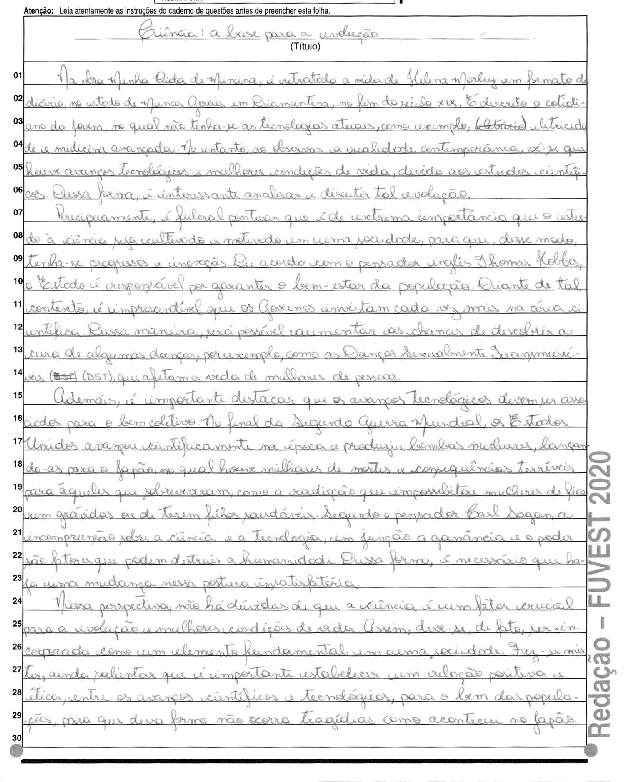 Atenção: Leia atentamente as instruções do caderno de questões antes de preencher esta folha.
Ciência: a base para a evolução
(Título)
01 Na obra Minha Vida de Menina, é retratado a vida de Helena Morley em formato de
02 diário, no estado de Minas Gerais em Diamantina, no fim do século XIX. É descrito o cotidi-
03 ano da jovem, no qual não tinha-se as tecnologias atuais, como exemplo, eletricida
04 de e medicina avançada. No entanto, ao observar a realidade contemporânea, vê-se que
05 houve avanços tecnológicos e melhores condições de vida, devido aos estudos científi-
06 cos. Dessa forma, é interessante analisar e discutir tal evolução.
07 Precipuamente, é fulcral pontuar que é de extrema importância que o estu-
08 do à ciência seja cultivado e motivado em uma sociedade, para que, desse modo,
09 tenha-se progressos e inovações. De acordo com o pensador inglês Thomas Hobbes,
10 o Estado é responsável por garantir o bem-estar da população. Diante de tal
11 contexto, é imprescindível que os Governos invistam cada vez mais na área ci
12 entífica. Dessa maneira, será possível aumentar as chances de descobrir a
13 cura de algumas doenças, por exemplo, como as Doenças Sexualmente Transmissí-
14 veis (DST), que afetam a vida de milhares de pessoas.
15 Ademais, é importante destacar que os avanços tecnológicos devem ser asso
16 ciados para o bem coletivo. No final da Segunda Guerra Mundial, os Estados
17 Unidos avançou cientificamente na época e produziu bombas nucleares, lançan-
18 do-as para o Japão, no qual houve milhares de mortes e consequências terríveis
19 para àqueles que sobreviveram, como a radiação que impossibilitou mulheres de fica
20 rem grávidas ou de terem filhos saudáveis. Segundo o pensador Carl Sagan, a
21 incompreensão sobre a ciência e a tecnologia, em junção a ganância e o poder
22 são fatores que podem destruir a humanidade. Dessa forma, é necessário que ha-
23 ja uma mudança nessa postura insatisfatória.
24 Nessa perspectiva, não há dúvidas de que a ciência é um fator crucial
25 para a evolução e melhores condições de vida. Assim, deve-se, de fato, ser in-
26 corporada como um elemento fundamental em uma sociedade. Faz-se mis
27 ter, ainda, salientar que é importante estabelecer uma relação positiva e
28 ética, entre os avanços científicos e tecnológicos, para o bem das popula-
29 ções, para que dessa forma não ocorra tragédias como aconteceu no Japão.
30
Redação – FUVEST 2020